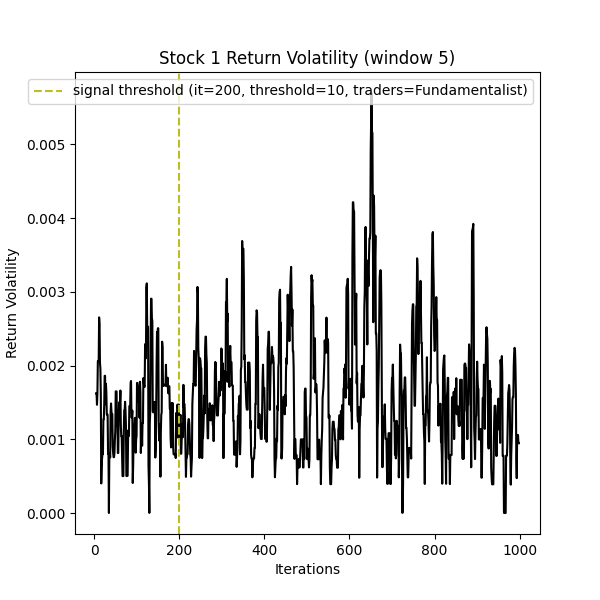 Stock 1 Return Volatility (window 5)
signal threshold (it=200, threshold=10, traders=Fundamentalist)
0.005
0.004
0.003
0.002
0.001
0.000
Return Volatility
0 200 400 600 800 1000
Iterations